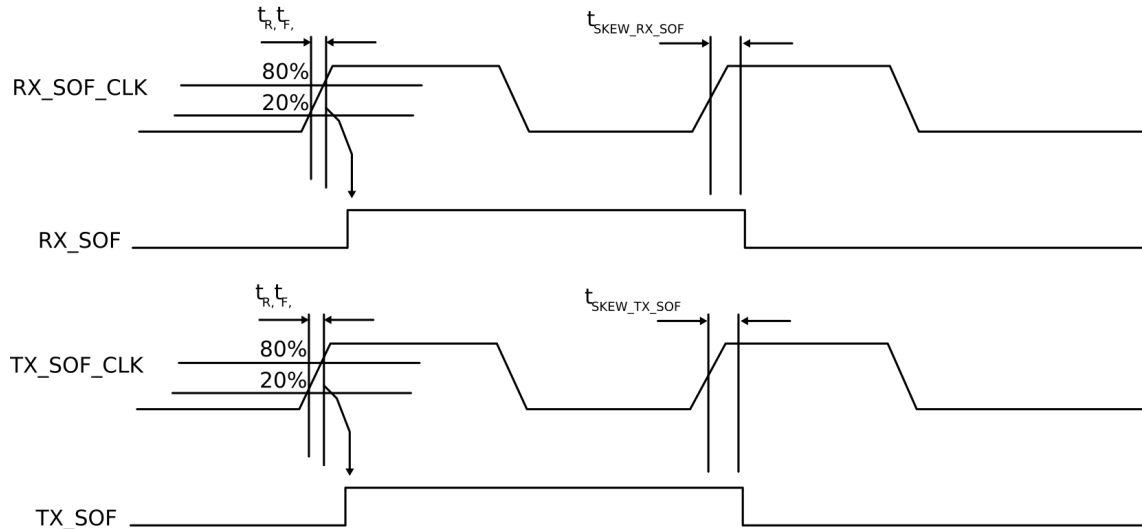 tR, tF,
tSKEW_RX_SOF
80%
RX_SOF_CLK
20%
RX_SOF
tR, tF,
tSKEW_TX_SOF
80%
TX_SOF_CLK
20%
TX_SOF